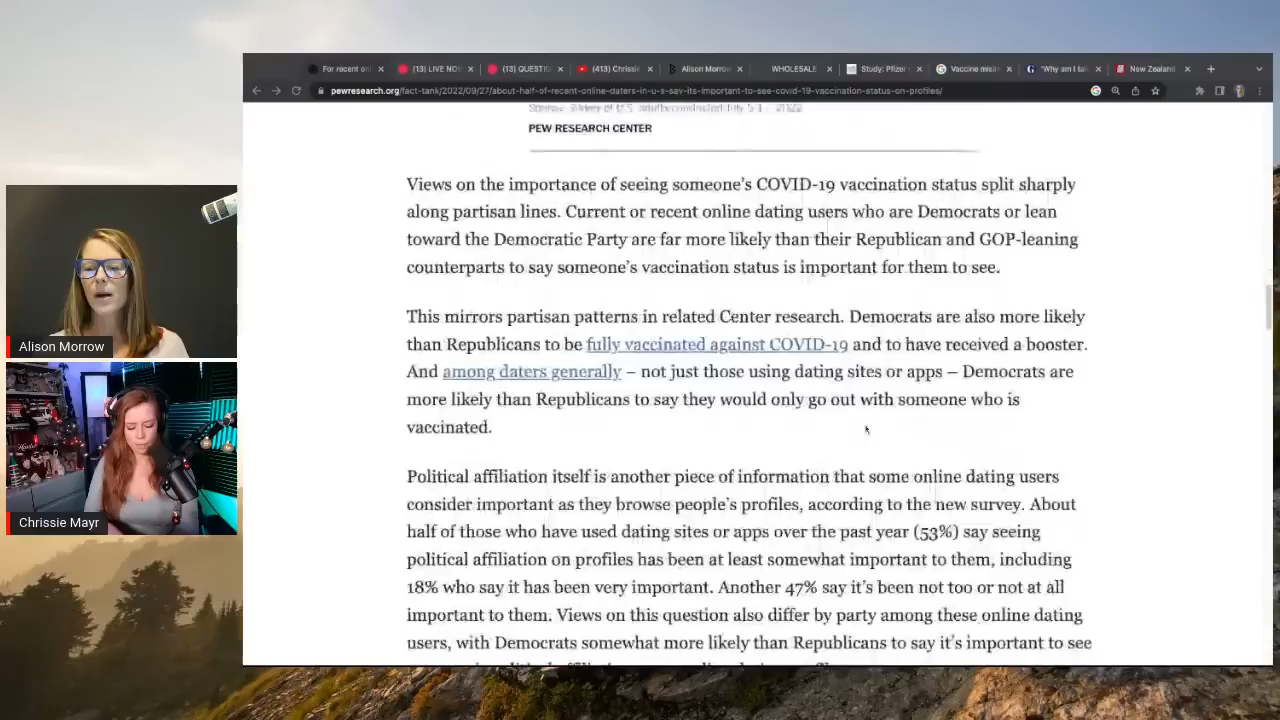 For recent on
(13) LIVE NO
(13) QUESTI
(413) Chrissie
Alison Morrow
WHOLESALE
Study: Pfizer
Vaccine misin
"Why am I tal
New Zealand
pewresearch.org/fact-tank/2022/09/27/about-half-of-recent-online-daters-in-u-s-say-its-important-to-see-covid-19-vaccination-status-on-profiles/
PEW RESEARCH CENTER
Views on the importance of seeing someone's COVID-19 vaccination status split sharply
along partisan lines. Current or recent online dating users who are Democrats or lean
toward the Democratic Party are far more likely than their Republican and GOP-leaning
counterparts to say someone's vaccination status is important for them to see.
This mirrors partisan patterns in related Center research. Democrats are also more likely
than Republicans to be fully vaccinated against COVID-19 and to have received a booster.
And among daters generally – not just those using dating sites or apps – Democrats are
more likely than Republicans to say they would only go out with someone who is
vaccinated.
Political affiliation itself is another piece of information that some online dating users
consider important as they browse people's profiles, according to the new survey. About
half of those who have used dating sites or apps over the past year (53%) say seeing
political affiliation on profiles has been at least somewhat important to them, including
18% who say it has been very important. Another 47% say it's been not too or not at all
important to them. Views on this question also differ by party among these online dating
users, with Democrats somewhat more likely than Republicans to say it's important to see
Alison Morrow
Chrissie Mayr